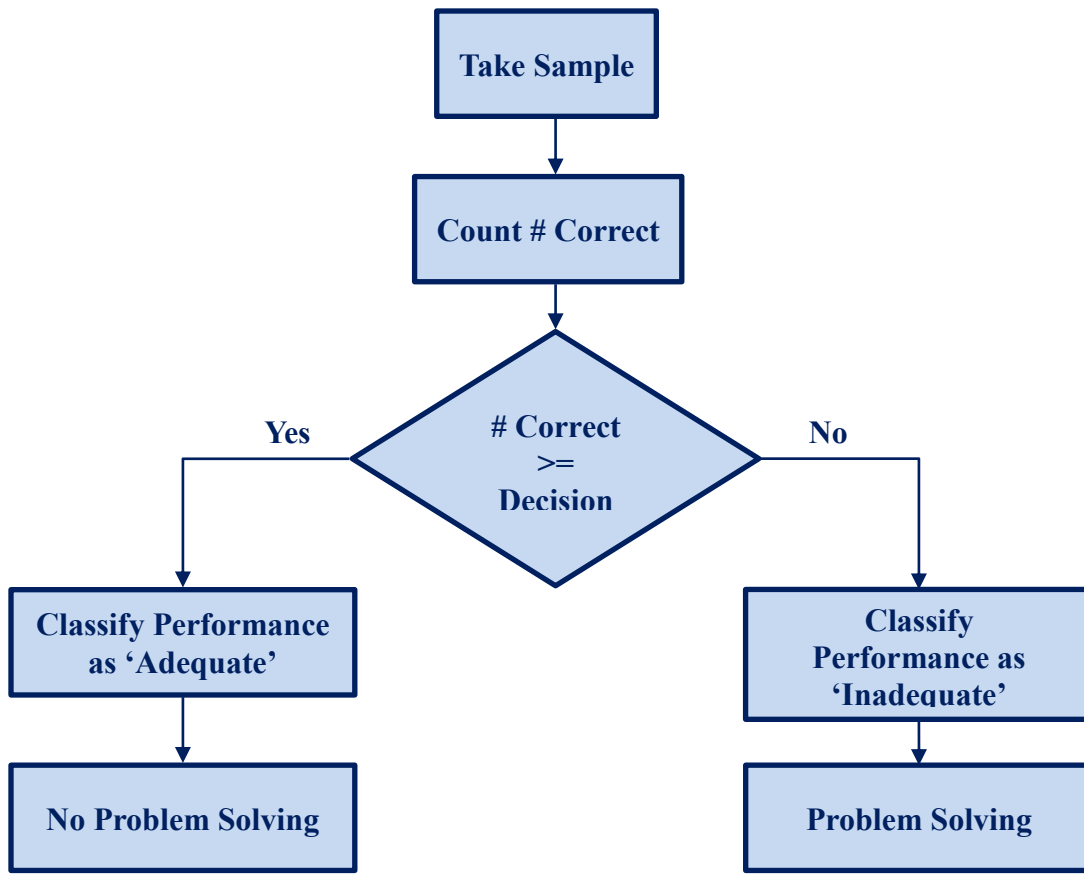 Take Sample
Count # Correct
Yes
# Correct
>=
Decision
No
Classify Performance
as ‘Adequate’
Classify
Performance as
‘Inadequate’
No Problem Solving
Problem Solving